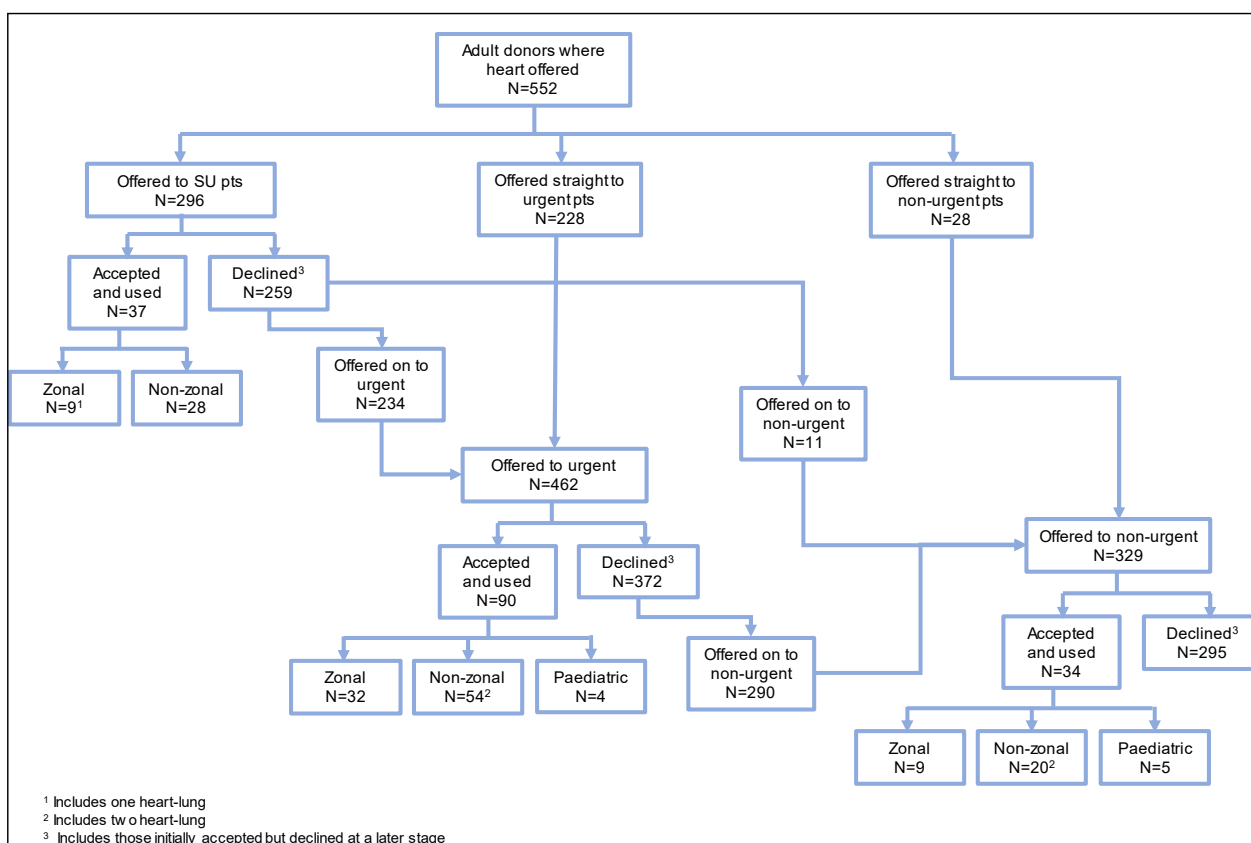 Adult donors where
heart offered
N=552
Offered to SU pts
N=296
Offered straight to
urgent pts
N=228
Offered straight to
non-urgent pts
N=28
Accepted
and used
N=37
Declined³
N=259
Zonal
N=9¹
Non-zonal
N=28
Offered on to
urgent
N=234
Offered on to
non-urgent
N=11
Offered to urgent
N=462
Offered to non-urgent
N=329
Accepted
and used
N=90
Declined³
N=372
Zonal
N=32
Non-zonal
N=54²
Paediatric
N=4
Offered on to
non-urgent
N=290
Accepted
and used
N=34
Declined³
N=295
Zonal
N=9
Non-zonal
N=20²
Paediatric
N=5
¹ Includes one heart-lung
² Includes two heart-lung
³ Includes those initially accepted but declined at a later stage